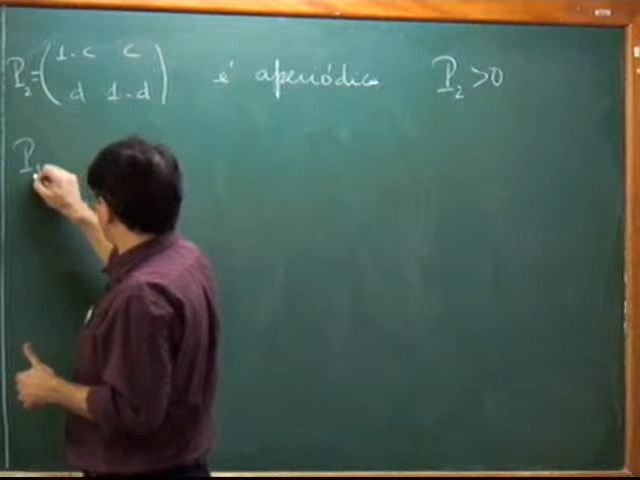 P₂ = ( 1-c c é aperiódica P₂ > 0
d 1-d )
P